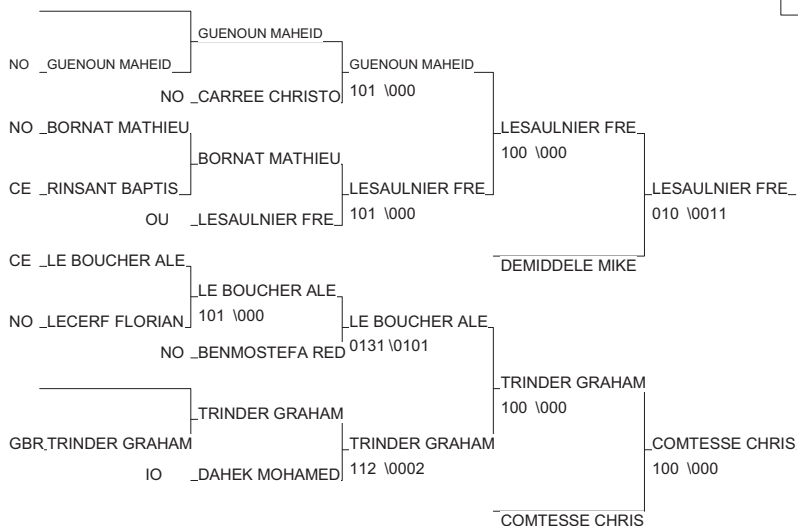 GUENOUN MAHEID
NO GUENOUN MAHEID
GUENOUN MAHEID
NO CARREE CHRISTO
101 \000
NO BORNAT MATHIEU
LESAULNIER FRE
100 \000
BORNAT MATHIEU
CE RINSANT BAPTIS
LESAULNIER FRE
LESAULNIER FRE
101 \000
010 \0011
OU LESAULNIER FRE
CE LE BOUCHER ALE
DEMIDDELE MIKE
LE BOUCHER ALE
101 \000
NO LECERF FLORIAN
LE BOUCHER ALE
0131 \0101
NO BENMOSTEFA RED
TRINDER GRAHAM
100 \000
TRINDER GRAHAM
GBR TRINDER GRAHAM
TRINDER GRAHAM
COMTESSE CHRIS
112 \0002
100 \000
IO DAHEK MOHAMED
COMTESSE CHRIS